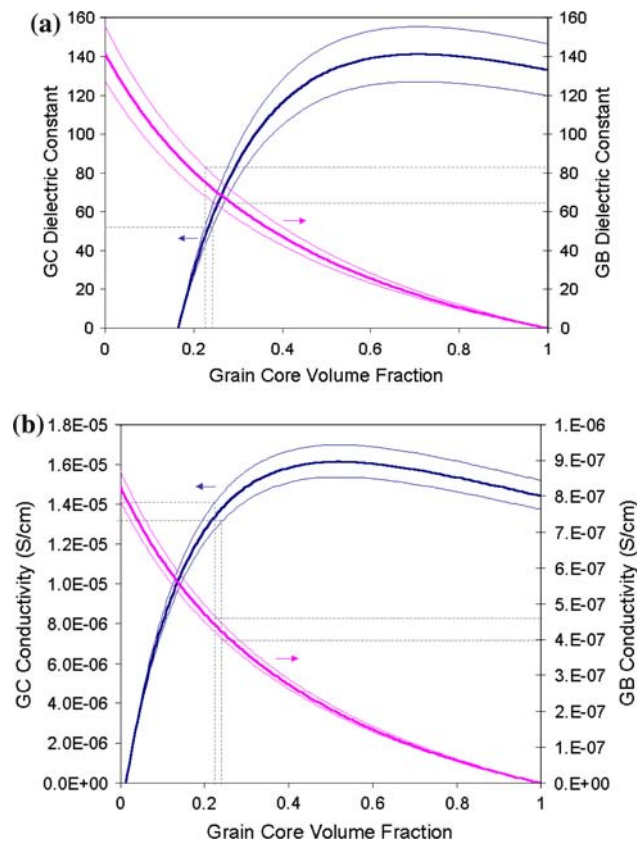 (a)
160
140
120
100
80
60
40
20
0
GC Dielectric Constant
160
140
120
100
80
60
40
20
0
GB Dielectric Constant
0 0.2 0.4 0.6 0.8 1
Grain Core Volume Fraction
(b)
1.8E-05
1.6E-05
1.4E-05
1.2E-05
1.0E-05
8.0E-06
6.0E-06
4.0E-06
2.0E-06
0.0E+00
GC Conductivity (S/cm)
1.E-06
9.E-07
8.E-07
7.E-07
6.E-07
5.E-07
4.E-07
3.E-07
2.E-07
1.E-07
0.E+00
GB Conductivity (S/cm)
0 0.2 0.4 0.6 0.8 1
Grain Core Volume Fraction